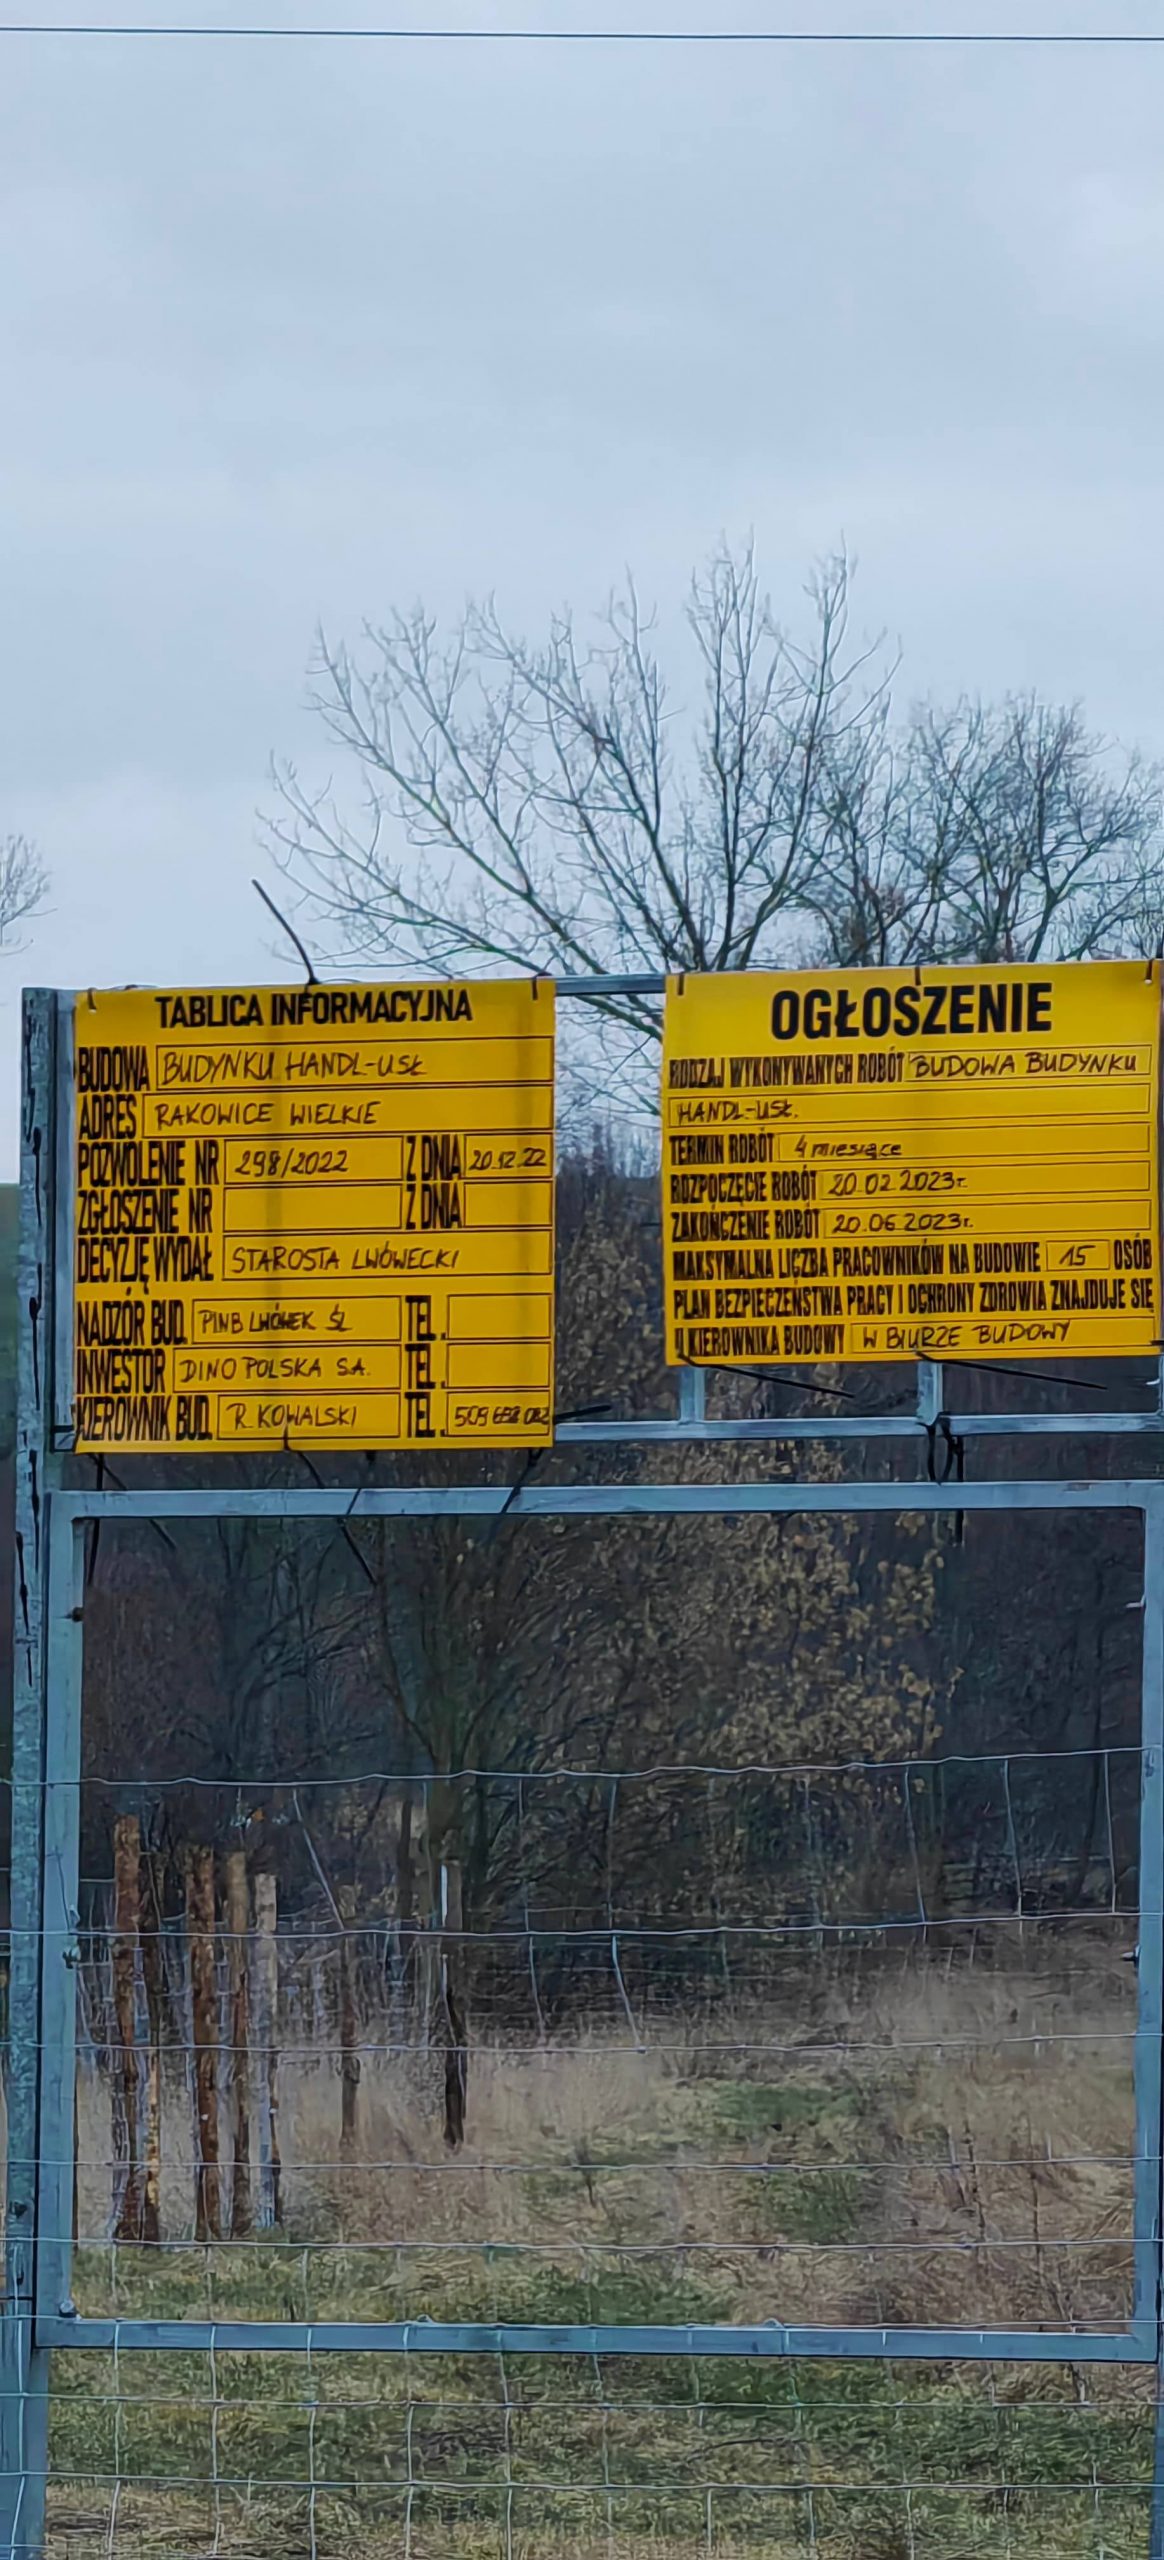 TABLICA INFORMACYJNA
BUDOWA BUDYNKU HANDL-USŁ
ADRES RAKOWICE WIELKIE
POZWOLENIE NR 298/2022 Z DNIA 20.12.22
ZGŁOSZENIE NR Z DNIA
DECYZJĘ WYDAŁ STAROSTA LWÓWECKI
NADZÓR BUD. PINB LWÓWEK ŚL TEL.
INWESTOR DINO POLSKA S.A. TEL.
KIEROWNIK BUD. R. KOWALSKI TEL. 509
OGŁOSZENIE
RODZAJ WYKONYWANYCH ROBÓT BUDOWA BUDYNKU
HANDL-USŁ.
TERMIN ROBÓT 4 miesiące
ROZPOCZĘCIE ROBÓT 20.02.2023r.
ZAKOŃCZENIE ROBÓT 20.06.2023r.
MAKSYMALNA LICZBA PRACOWNIKÓW NA BUDOWIE 15 OSÓB
PLAN BEZPIECZEŃSTWA PRACY I OCHRONY ZDROWIA ZNAJDUJE SIĘ
U KIEROWNIKA BUDOWY W BIURZE BUDOWY